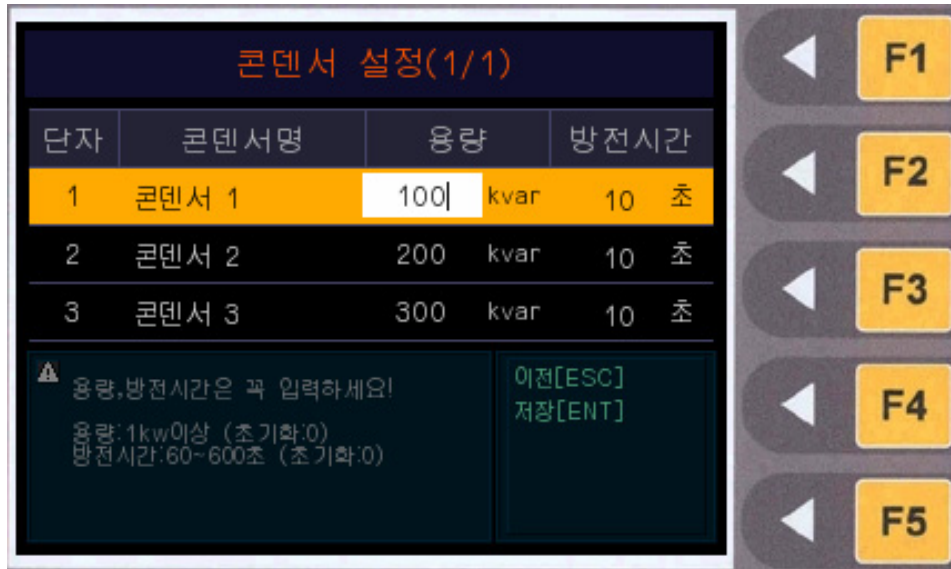 콘덴서 설정(1/1)
단자 콘덴서명 용량 방전시간
1 콘덴서 1 100 kvar 10 초
2 콘덴서 2 200 kvar 10 초
3 콘덴서 3 300 kvar 10 초
용량,방전시간은 꼭 입력하세요!
용량:1kw이상 (초기화:0)
방전시간:60~600초 (초기화:0)
이전[ESC]
저장[ENT]
F1
F2
F3
F4
F5